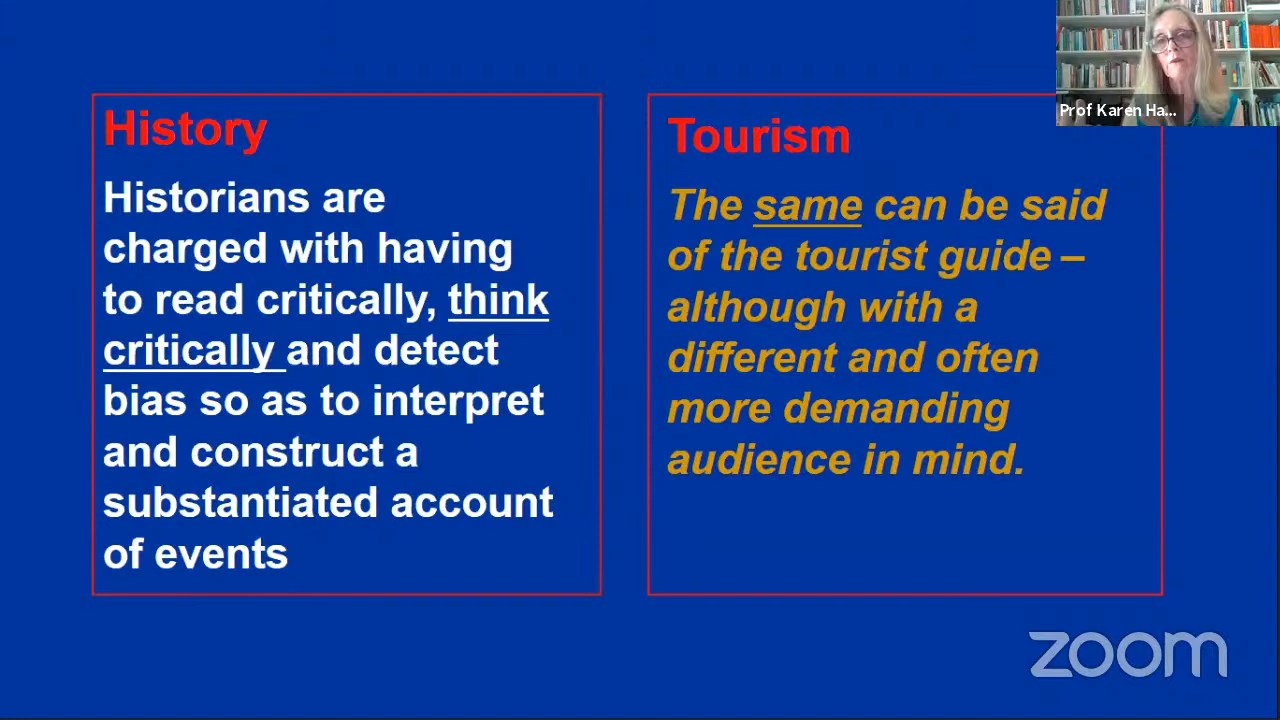 History
Historians are
charged with having
to read critically, think
critically and detect
bias so as to interpret
and construct a
substantiated account
of events
Tourism
The same can be said
of the tourist guide –
although with a
different and often
more demanding
audience in mind.
Prof Karen Ha...
zoom